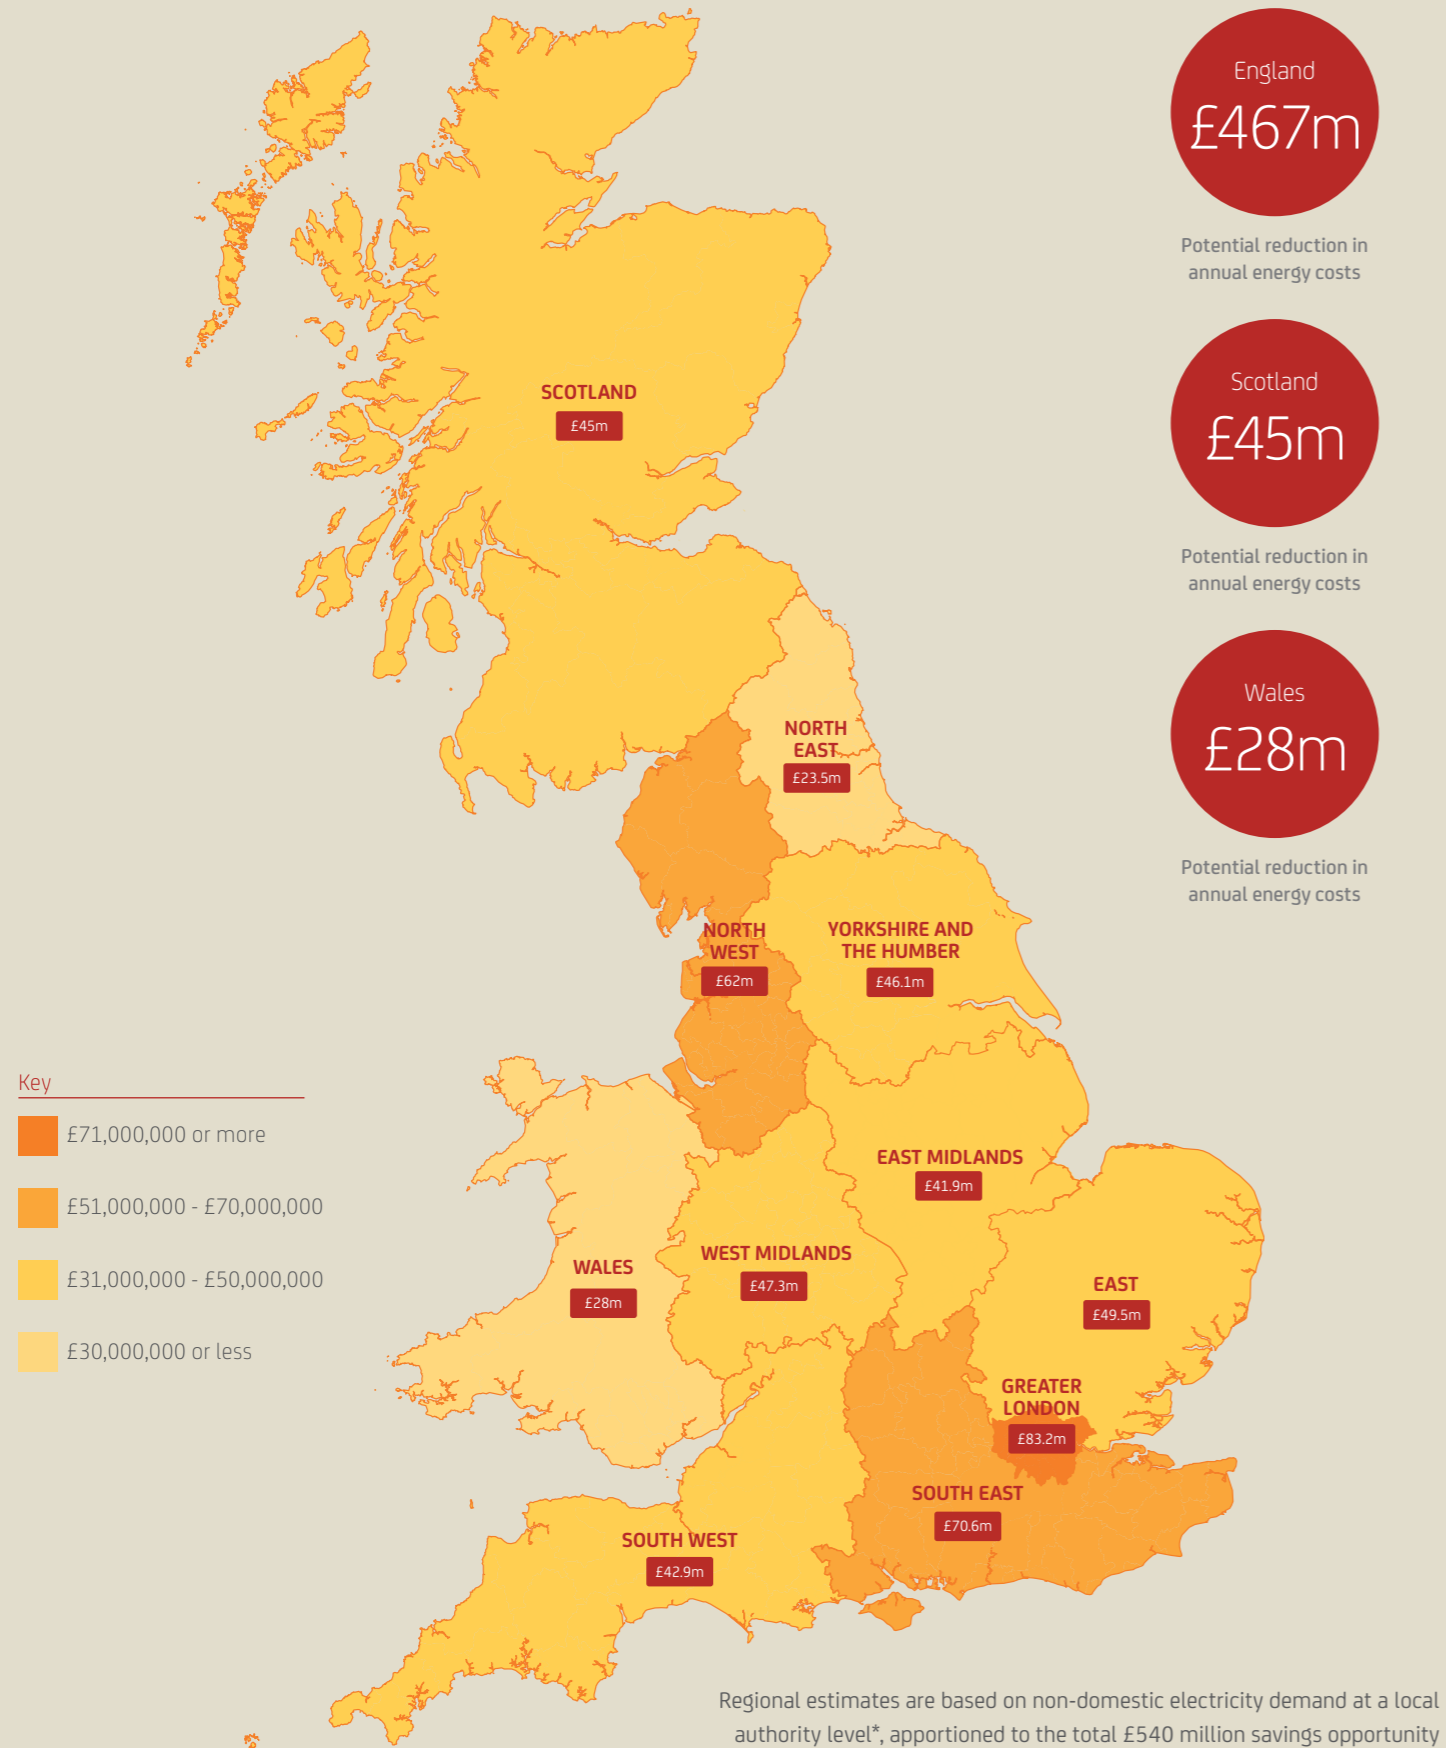 England
£467m
Potential reduction in
annual energy costs
Scotland
£45m
Potential reduction in
annual energy costs
Wales
£28m
Potential reduction in
annual energy costs
SCOTLAND
£45m
NORTH
EAST
£23.5m
NORTH
WEST
£62m
YORKSHIRE AND
THE HUMBER
£46.1m
EAST MIDLANDS
£41.9m
WEST MIDLANDS
£47.3m
WALES
£28m
EAST
£49.5m
GREATER
LONDON
£83.2m
SOUTH EAST
£70.6m
SOUTH WEST
£42.9m
Key
£71,000,000 or more
£51,000,000 - £70,000,000
£31,000,000 - £50,000,000
£30,000,000 or less
Regional estimates are based on non-domestic electricity demand at a local
authority level*, apportioned to the total £540 million savings opportunity